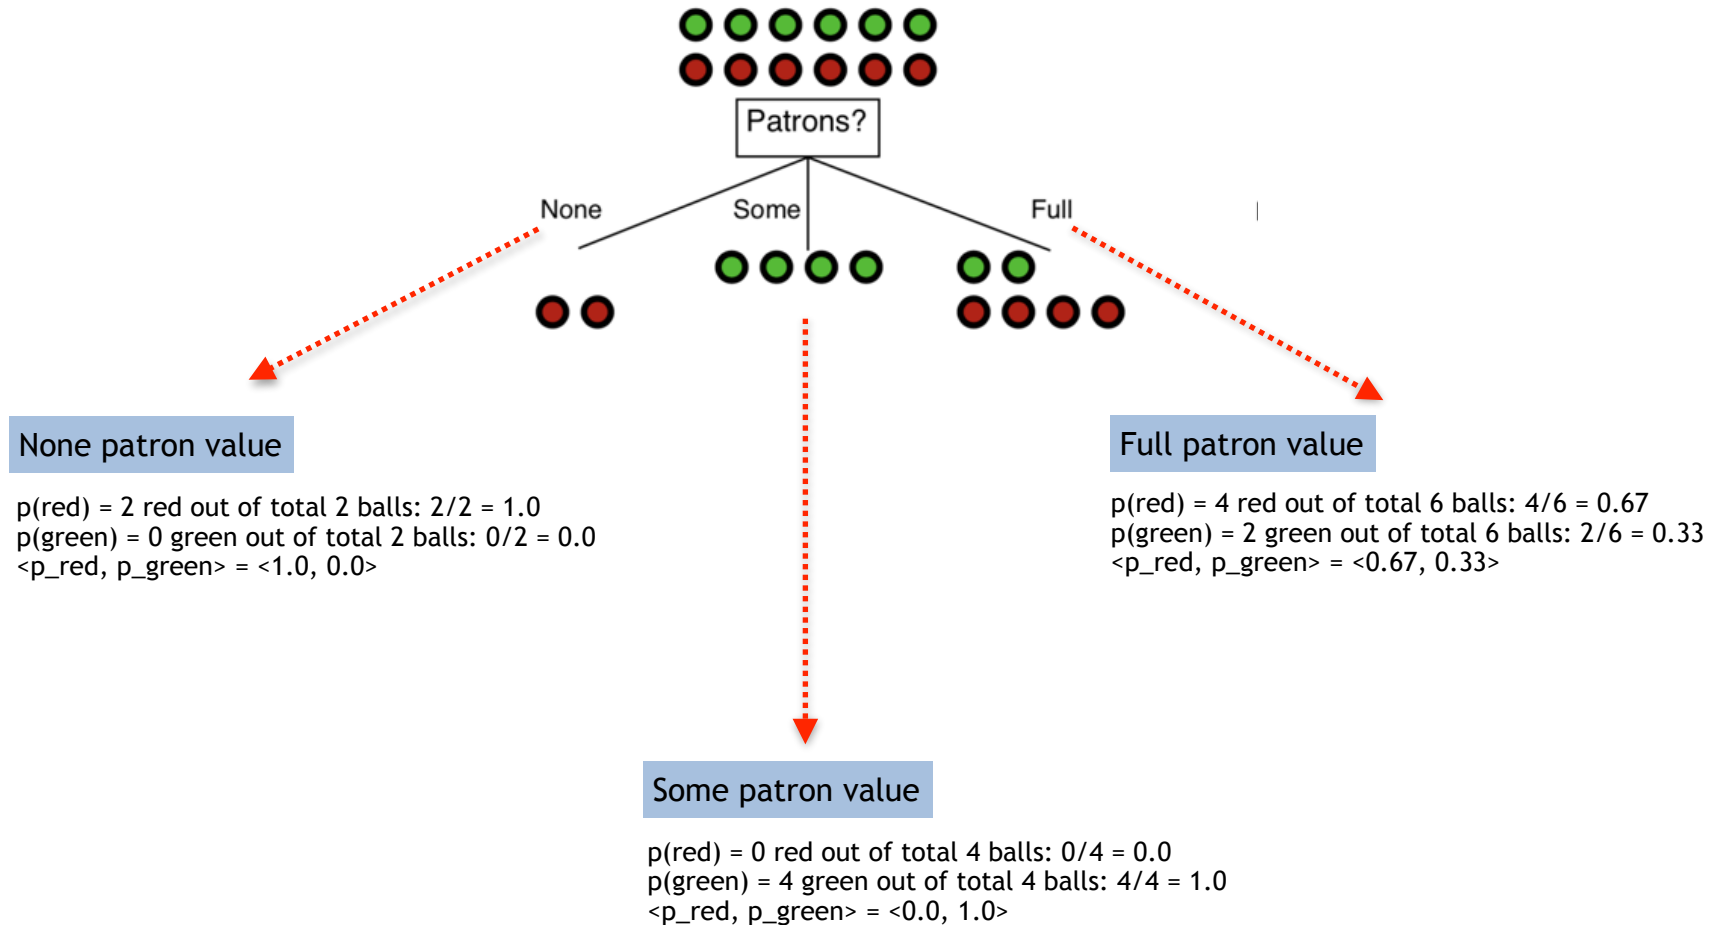 Patrons?
None
Some
Full
None patron value
p(red) = 2 red out of total 2 balls: 2/2 = 1.0
p(green) = 0 green out of total 2 balls: 0/2 = 0.0
<p_red, p_green> = <1.0, 0.0>
Full patron value
p(red) = 4 red out of total 6 balls: 4/6 = 0.67
p(green) = 2 green out of total 6 balls: 2/6 = 0.33
<p_red, p_green> = <0.67, 0.33>
Some patron value
p(red) = 0 red out of total 4 balls: 0/4 = 0.0
p(green) = 4 green out of total 4 balls: 4/4 = 1.0
<p_red, p_green> = <0.0, 1.0>